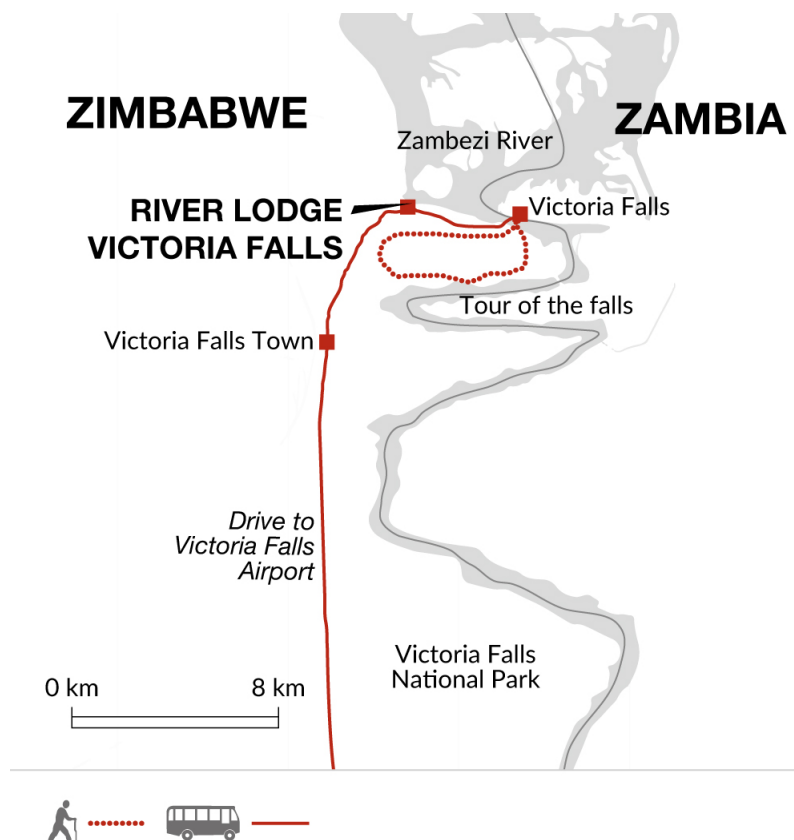 ZIMBABWE
ZAMBIA
Zambezi River
RIVER LODGE
VICTORIA FALLS
Victoria Falls
Tour of the falls
Victoria Falls Town
Drive to
Victoria Falls
Airport
Victoria Falls
National Park
0 km
8 km